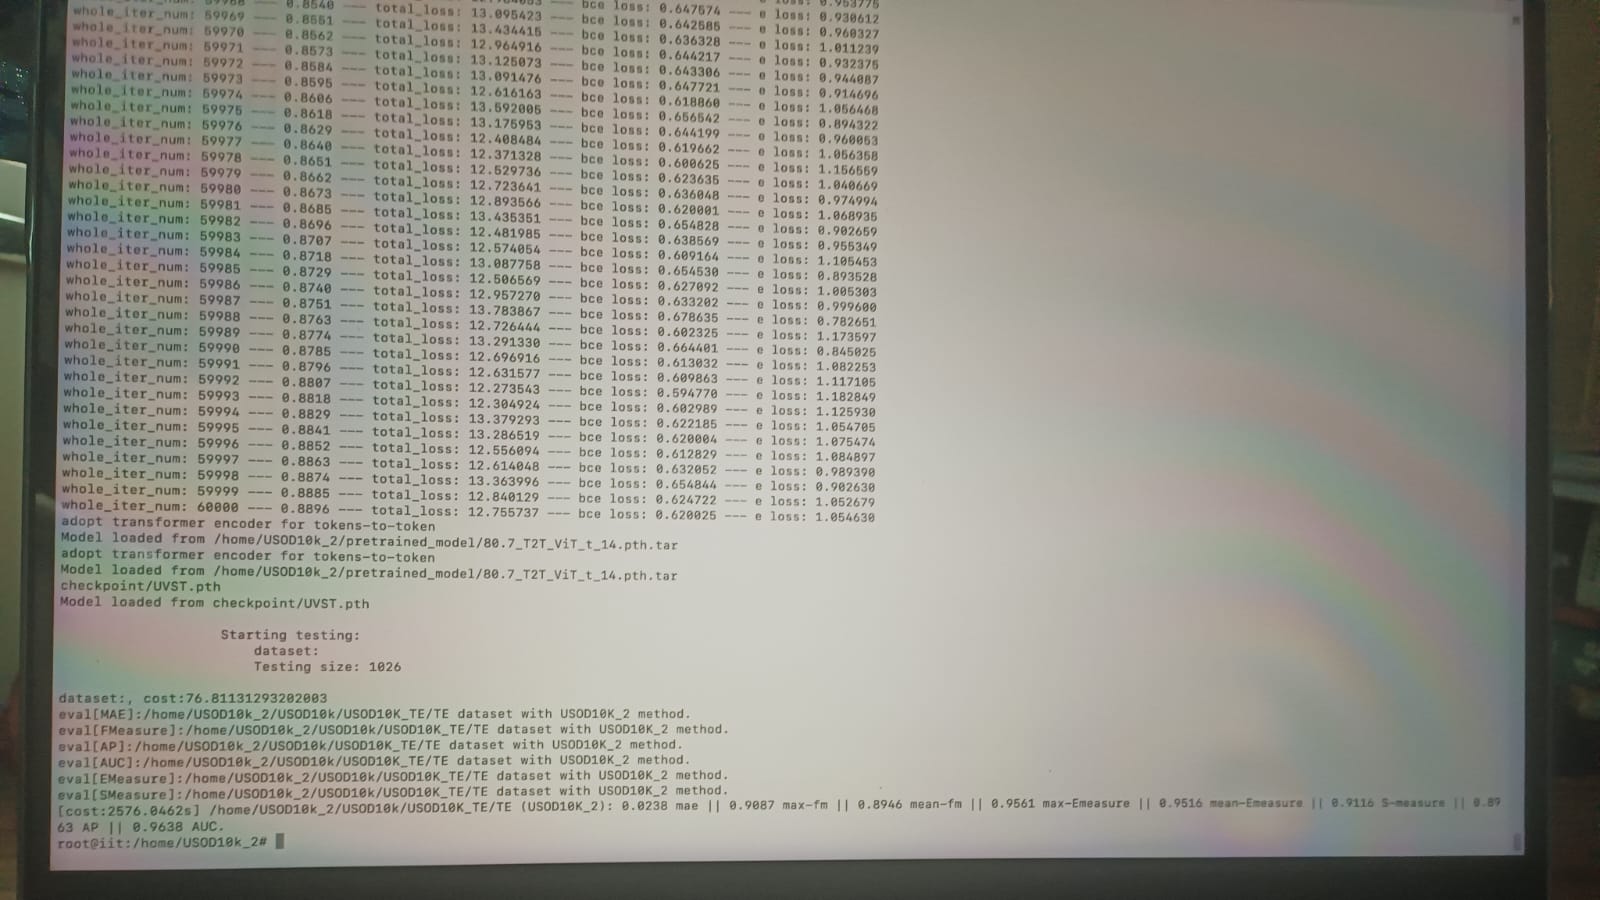 bce loss: 0.647574 --- e loss: 0.930612
whole_iter_num: 59968 --- 0.8540 --- total_loss: 13.095423 --- bce loss: 0.642585 --- e loss: 0.960327
whole_iter_num: 59969 --- 0.8551 --- total_loss: 13.434415 --- bce loss: 0.636328 --- e loss: 1.011239
whole_iter_num: 59970 --- 0.8562 --- total_loss: 12.964916 --- bce loss: 0.644217 --- e loss: 0.932375
whole_iter_num: 59971 --- 0.8573 --- total_loss: 13.125073 --- bce loss: 0.643306 --- e loss: 0.944087
whole_iter_num: 59972 --- 0.8584 --- total_loss: 13.091476 --- bce loss: 0.647721 --- e loss: 0.914696
whole_iter_num: 59973 --- 0.8595 --- total_loss: 12.616163 --- bce loss: 0.618860 --- e loss: 1.056468
whole_iter_num: 59974 --- 0.8606 --- total_loss: 13.592005 --- bce loss: 0.656542 --- e loss: 0.894322
whole_iter_num: 59975 --- 0.8618 --- total_loss: 13.175953 --- bce loss: 0.644199 --- e loss: 0.960053
whole_iter_num: 59976 --- 0.8629 --- total_loss: 12.408484 --- bce loss: 0.619662 --- e loss: 1.056358
whole_iter_num: 59977 --- 0.8640 --- total_loss: 12.371328 --- bce loss: 0.600625 --- e loss: 1.156559
whole_iter_num: 59978 --- 0.8651 --- total_loss: 12.529736 --- bce loss: 0.623635 --- e loss: 1.040669
whole_iter_num: 59979 --- 0.8662 --- total_loss: 12.723641 --- bce loss: 0.636048 --- e loss: 0.974994
whole_iter_num: 59980 --- 0.8673 --- total_loss: 12.893566 --- bce loss: 0.620001 --- e loss: 1.068935
whole_iter_num: 59981 --- 0.8685 --- total_loss: 13.435351 --- bce loss: 0.654828 --- e loss: 0.902659
whole_iter_num: 59982 --- 0.8696 --- total_loss: 12.481985 --- bce loss: 0.638569 --- e loss: 0.955349
whole_iter_num: 59983 --- 0.8707 --- total_loss: 12.574054 --- bce loss: 0.609164 --- e loss: 1.105453
whole_iter_num: 59984 --- 0.8718 --- total_loss: 13.087758 --- bce loss: 0.654530 --- e loss: 0.893528
whole_iter_num: 59985 --- 0.8729 --- total_loss: 12.506569 --- bce loss: 0.627092 --- e loss: 1.005303
whole_iter_num: 59986 --- 0.8740 --- total_loss: 12.957270 --- bce loss: 0.633202 --- e loss: 0.999600
whole_iter_num: 59987 --- 0.8751 --- total_loss: 13.783867 --- bce loss: 0.678635 --- e loss: 0.782651
whole_iter_num: 59988 --- 0.8763 --- total_loss: 12.726444 --- bce loss: 0.602325 --- e loss: 1.173597
whole_iter_num: 59989 --- 0.8774 --- total_loss: 13.291330 --- bce loss: 0.664401 --- e loss: 0.845025
whole_iter_num: 59990 --- 0.8785 --- total_loss: 12.696916 --- bce loss: 0.613032 --- e loss: 1.082253
whole_iter_num: 59991 --- 0.8796 --- total_loss: 12.631577 --- bce loss: 0.609863 --- e loss: 1.117105
whole_iter_num: 59992 --- 0.8807 --- total_loss: 12.273543 --- bce loss: 0.594770 --- e loss: 1.182849
whole_iter_num: 59993 --- 0.8818 --- total_loss: 12.304924 --- bce loss: 0.602989 --- e loss: 1.125930
whole_iter_num: 59994 --- 0.8829 --- total_loss: 13.379293 --- bce loss: 0.622185 --- e loss: 1.054705
whole_iter_num: 59995 --- 0.8841 --- total_loss: 13.286519 --- bce loss: 0.620004 --- e loss: 1.075474
whole_iter_num: 59996 --- 0.8852 --- total_loss: 12.556094 --- bce loss: 0.612829 --- e loss: 1.084897
whole_iter_num: 59997 --- 0.8863 --- total_loss: 12.614048 --- bce loss: 0.632052 --- e loss: 0.989390
whole_iter_num: 59998 --- 0.8874 --- total_loss: 13.363996 --- bce loss: 0.654844 --- e loss: 0.902630
whole_iter_num: 59999 --- 0.8885 --- total_loss: 12.840129 --- bce loss: 0.624722 --- e loss: 1.052679
whole_iter_num: 60000 --- 0.8896 --- total_loss: 12.755737 --- bce loss: 0.620025 --- e loss: 1.054630
adopt transformer encoder for tokens-to-token
Model loaded from /home/USOD10k_2/pretrained_model/80.7_T2T_ViT_t_14.pth.tar
adopt transformer encoder for tokens-to-token
Model loaded from /home/USOD10k_2/pretrained_model/80.7_T2T_ViT_t_14.pth.tar
checkpoint/UVST.pth
Model loaded from checkpoint/UVST.pth
Starting testing:
dataset:
Testing size: 1026
dataset:, cost:76.81131293202003
eval[MAE]:/home/USOD10k_2/USOD10k/USOD10K_TE/TE dataset with USOD10K_2 method.
eval[FMeasure]:/home/USOD10k_2/USOD10k/USOD10K_TE/TE dataset with USOD10K_2 method.
eval[AP]:/home/USOD10k_2/USOD10k/USOD10K_TE/TE dataset with USOD10K_2 method.
eval[AUC]:/home/USOD10k_2/USOD10k/USOD10K_TE/TE dataset with USOD10K_2 method.
eval[EMeasure]:/home/USOD10k_2/USOD10k/USOD10K_TE/TE dataset with USOD10K_2 method.
eval[SMeasure]:/home/USOD10k_2/USOD10k/USOD10K_TE/TE dataset with USOD10K_2 method.
[cost:2576.0462s] /home/USOD10k_2/USOD10k/USOD10K_TE/TE (USOD10K_2): 0.0238 mae || 0.9087 max-fm || 0.8946 mean-fm || 0.9561 max-Emeasure || 0.9516 mean-Emeasure || 0.9116 S-measure || 0.89
63 AP || 0.9638 AUC.
root@iit:/home/USOD10k_2#